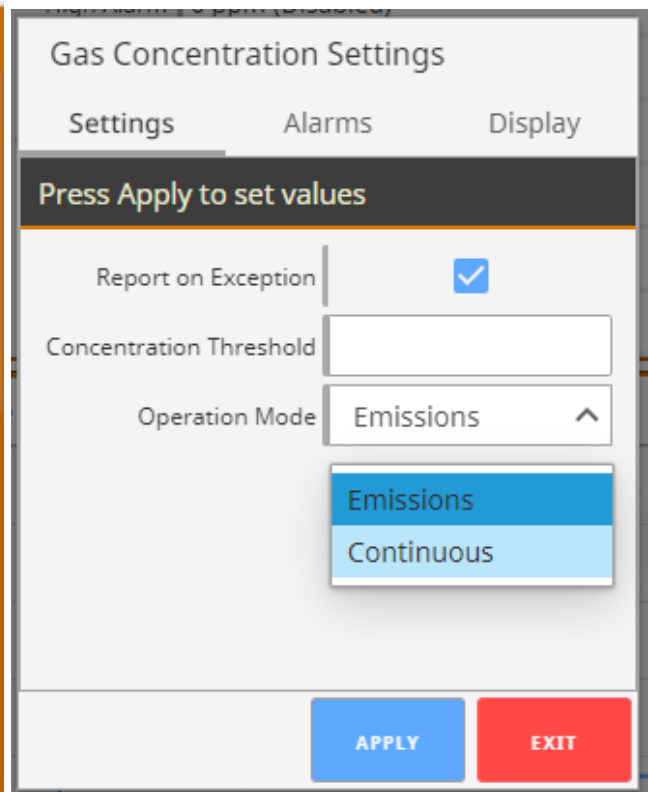 Gas Concentration Settings
Settings Alarms Display
Press Apply to set values
Report on Exception
Concentration Threshold
Operation Mode Emissions
Emissions
Continuous
APPLY EXIT